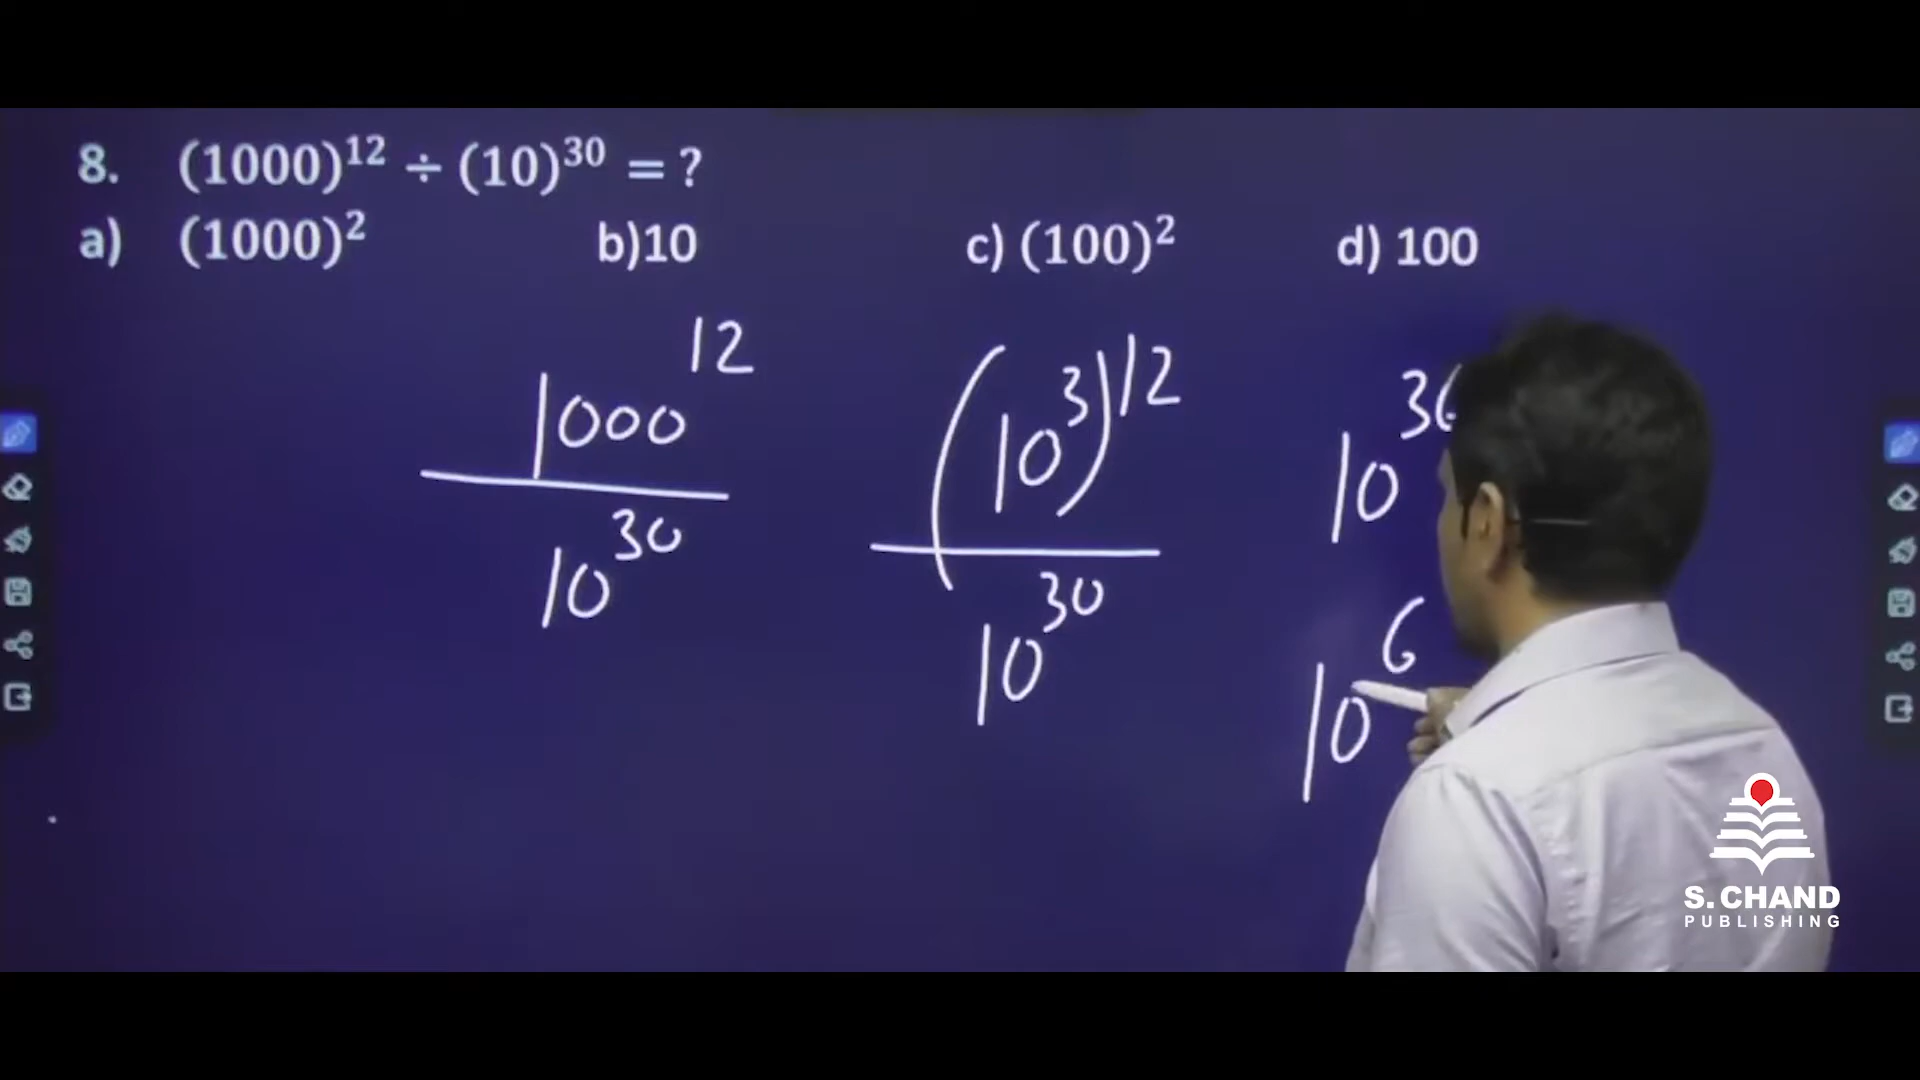 8. (1000)¹² ÷ (10)³⁰ = ?
a) (1000)² b)10 c) (100)² d) 100
1000¹²
10³⁰
(10³)¹²
10³⁰
10³
10⁶
S. CHAND
PUBLISHING